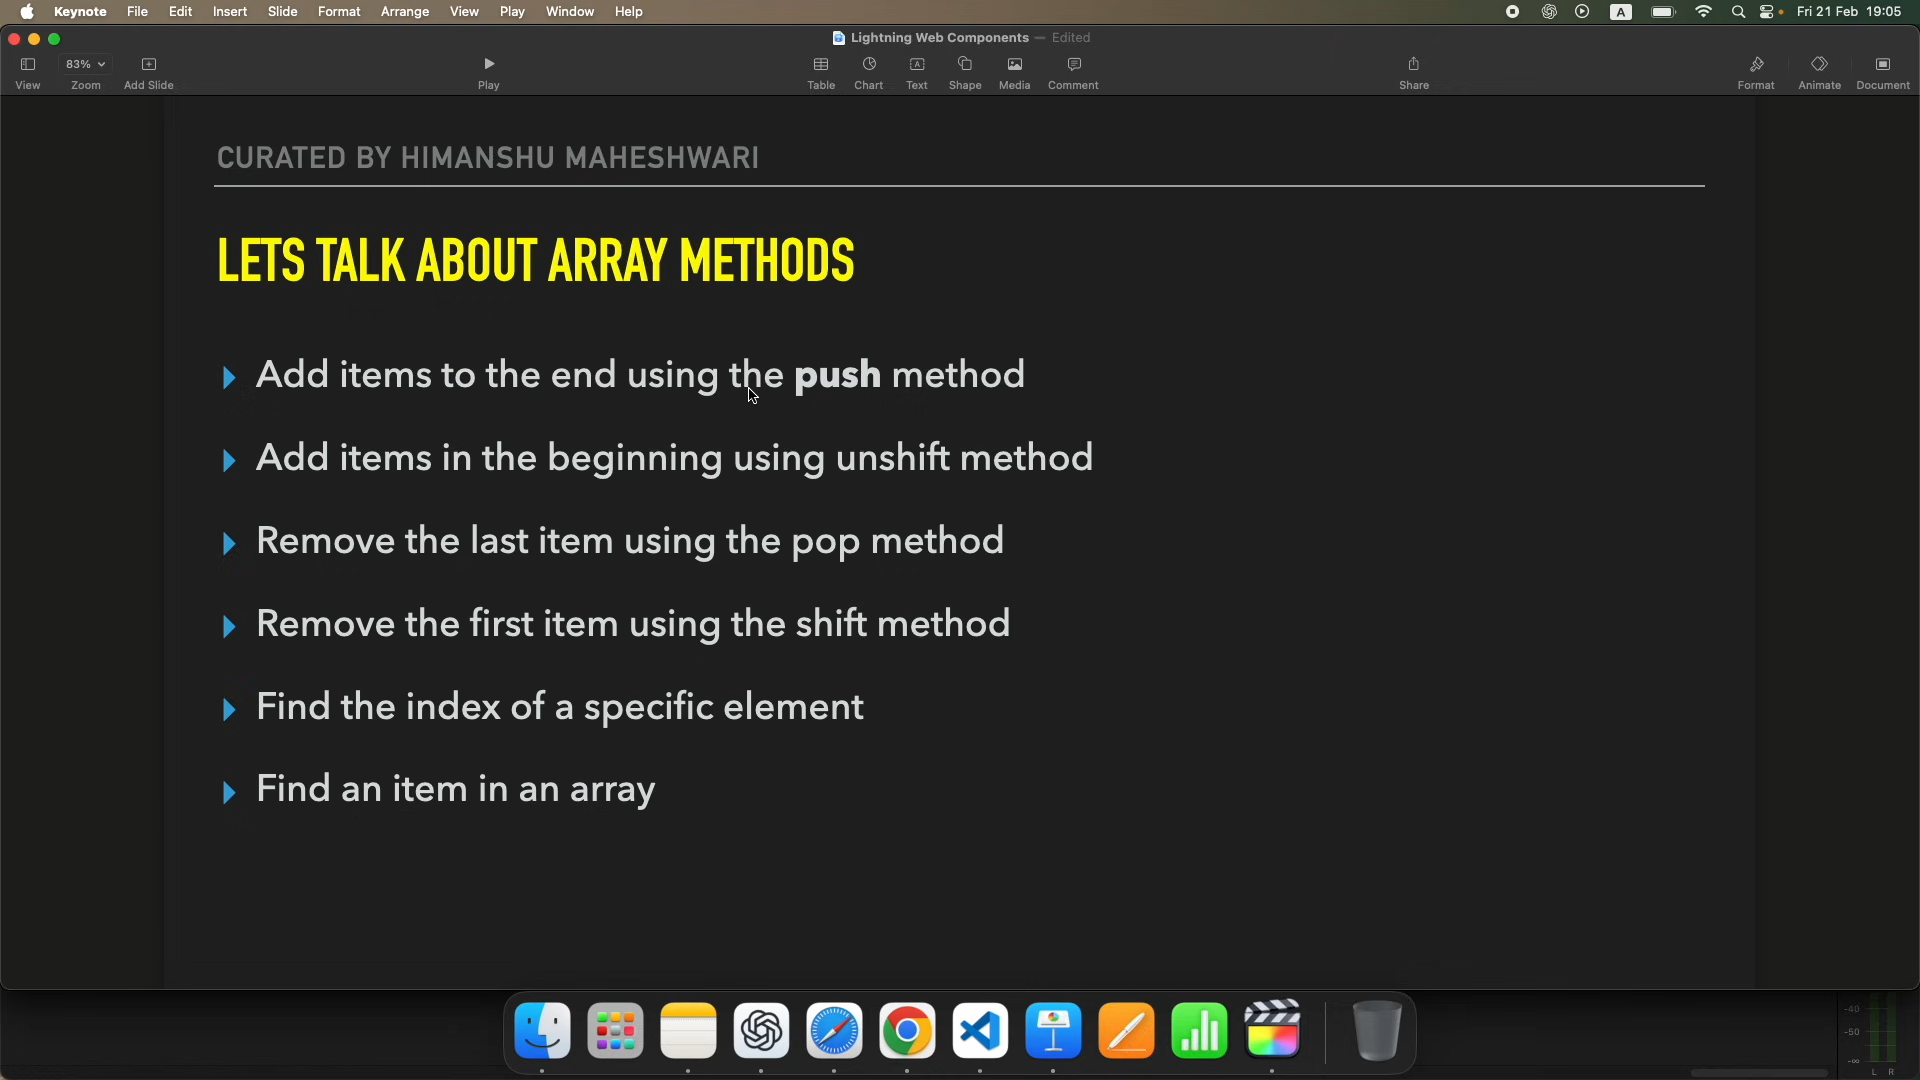 Keynote File Edit Insert Slide Format Arrange View Play Window Help A Fri 21 Feb 19:05
Lightning Web Components — Edited
83%
View Zoom Add Slide Play Table Chart Text Shape Media Comment Share Format Animate Document
CURATED BY HIMANSHU MAHESHWARI
LETS TALK ABOUT ARRAY METHODS
Add items to the end using the push method
Add items in the beginning using unshift method
Remove the last item using the pop method
Remove the first item using the shift method
Find the index of a specific element
Find an item in an array
-40
-50
-∞
L R